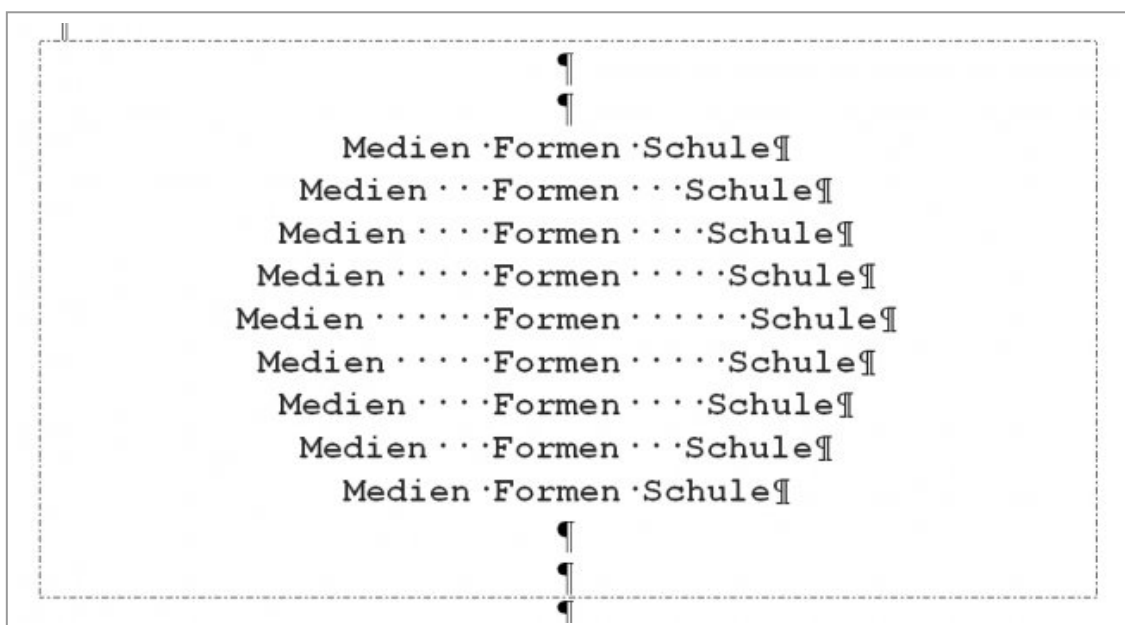 ¶
¶
¶
Medien·Formen·Schule¶
Medien···Formen···Schule¶
Medien····Formen····Schule¶
Medien·····Formen·····Schule¶
Medien······Formen······Schule¶
Medien·····Formen·····Schule¶
Medien····Formen····Schule¶
Medien···Formen···Schule¶
Medien·Formen·Schule¶
¶
¶
¶